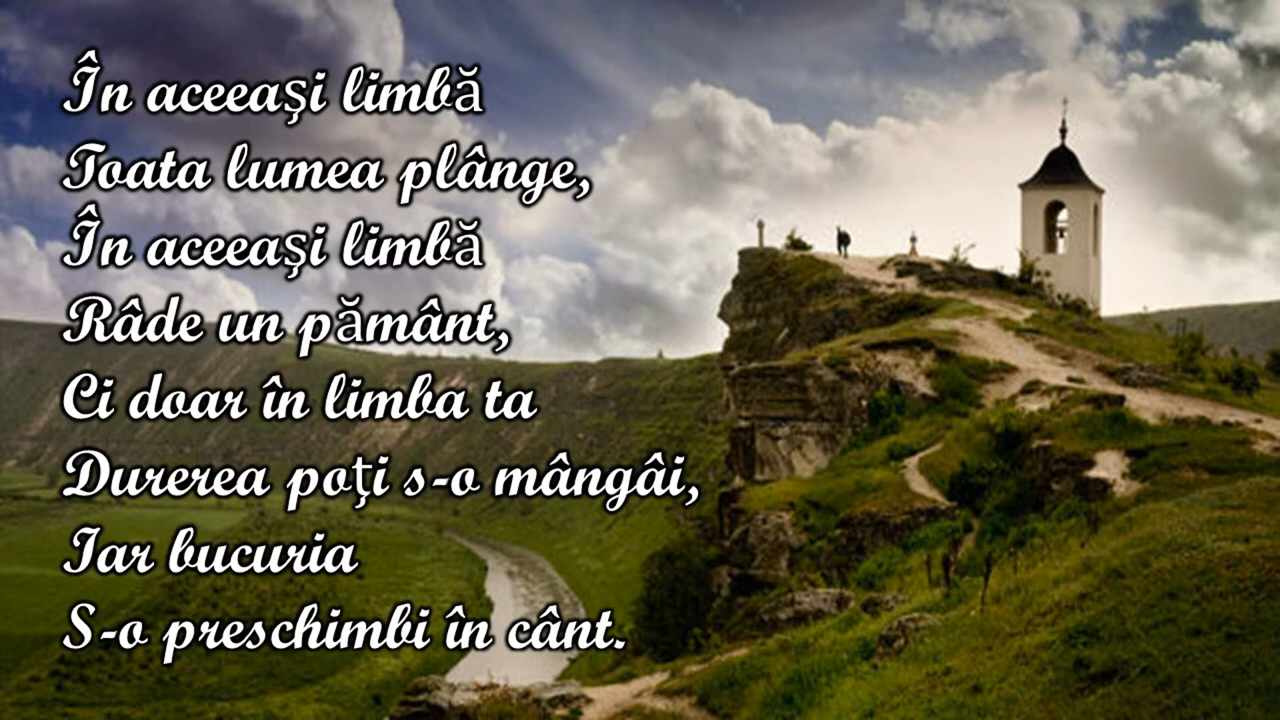 În aceeaşi limbă
Toata lumea plânge,
În aceeaşi limbă
Râde un pământ,
Ci doar în limba ta
Durerea poţi s-o mângâi,
Iar bucuria
S-o preschimbi în cânt.